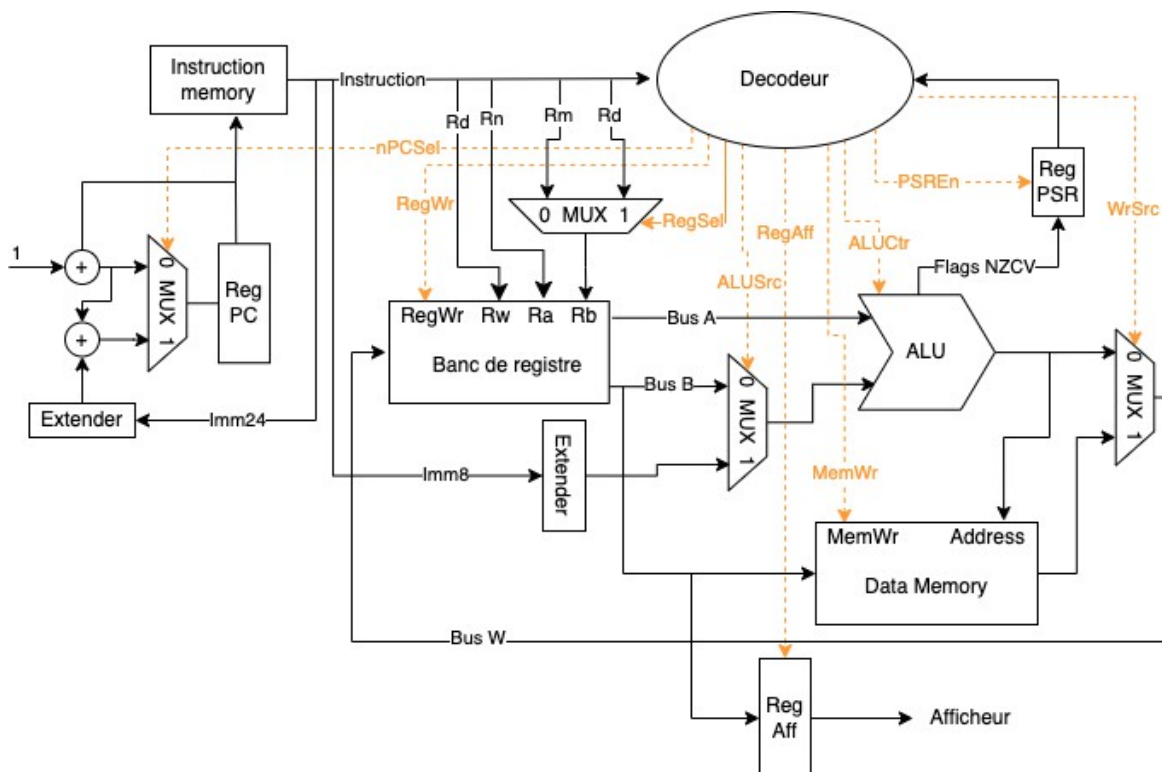 Instruction
memory
Instruction
Decodeur
Rd
Rn
Rm
Rd
nPCSel
RegWr
0 MUX 1
RegSel
RegAff
ALUSrc
ALUCtr
PSREn
Reg
PSR
WrSrc
Flags NZCV
1
+
+
0 MUX 1
Reg
PC
Extender
Imm24
RegWr Rw Ra Rb
Banc de registre
Bus A
Bus B
0 MUX 1
ALU
0 MUX 1
Imm8
Extender
MemWr
MemWr Address
Data Memory
Bus W
Reg
Aff
Afficheur